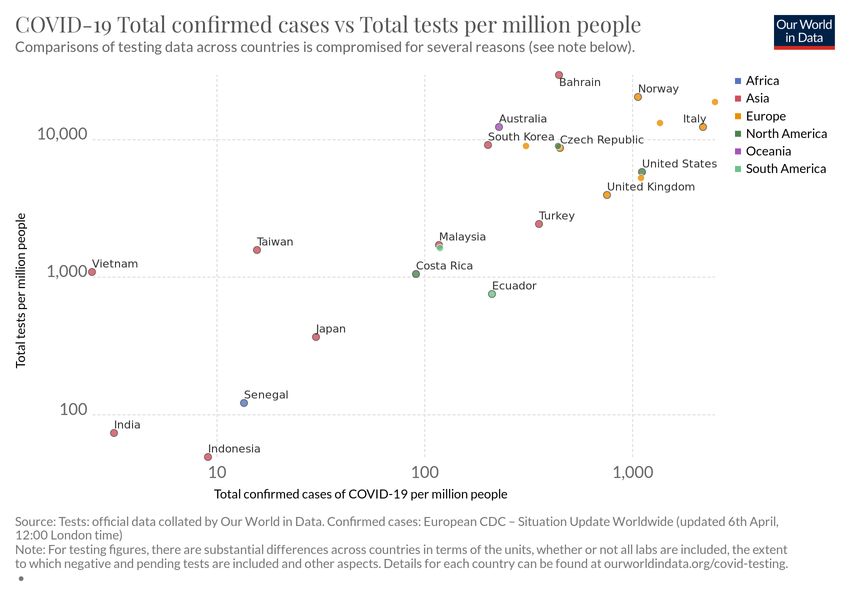 COVID-19 Total confirmed cases vs Total tests per million people
Comparisons of testing data across countries is compromised for several reasons (see note below).
Our World
in Data
Africa
Asia
Europe
North America
Oceania
South America
Total tests per million people
10,000
1,000
100
Bahrain
Norway
Australia
Italy
South Korea
Czech Republic
United States
United Kingdom
Turkey
Malaysia
Taiwan
Vietnam
Costa Rica
Ecuador
Japan
Senegal
India
Indonesia
10
100
1,000
Total confirmed cases of COVID-19 per million people
Source: Tests: official data collated by Our World in Data. Confirmed cases: European CDC – Situation Update Worldwide (updated 6th April,
12:00 London time)
Note: For testing figures, there are substantial differences across countries in terms of the units, whether or not all labs are included, the extent
to which negative and pending tests are included and other aspects. Details for each country can be found at ourworldindata.org/covid-testing.